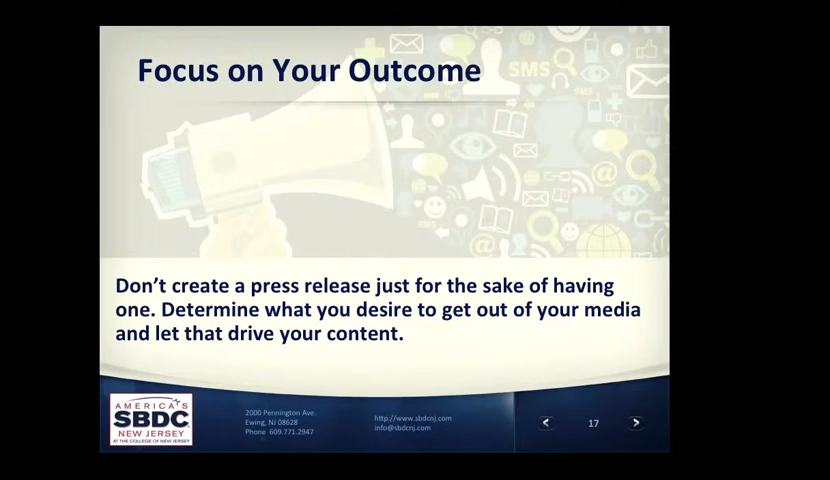 Focus on Your Outcome
SMS
SMS
Don't create a press release just for the sake of having
one. Determine what you desire to get out of your media
and let that drive your content.
AMERICA'S
SBDC
NEW JERSEY
AT THE COLLEGE OF NEW JERSEY
2000 Pennington Ave.
Ewing, NJ 08628
Phone 609.771.2947
http://www.sbdcnj.com
info@sbdcnj.com
17